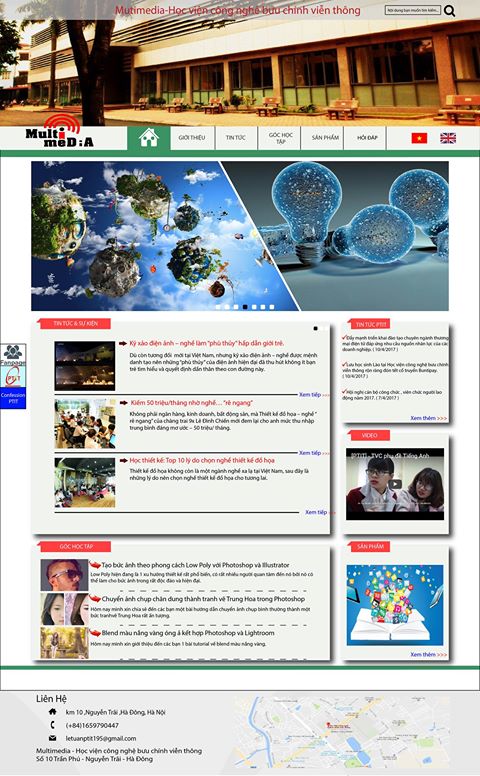 Mutimedia-Học viện công nghệ bưu chính viễn thông
Nội dung bạn muốn tìm kiếm...
Multi
meDiA
GIỚI THIỆU
TIN TỨC
GÓC HỌC
TẬP
SẢN PHẨM
HỎI ĐÁP
TIN TỨC & SỰ KIỆN
Kỹ xảo điện ảnh – nghề làm "phù thủy" hấp dẫn giới trẻ.
Dù còn tương đối mới tại Việt Nam, nhưng kỹ xảo điện ảnh – nghề được mệnh
danh tạo nên những "phù thủy" của điện ảnh hiện đại đã thu hút không ít bạn
trẻ tìm hiểu và quyết định dấn thân theo con đường này.
Xem tiếp >>>
Kiếm 50 triệu/tháng nhờ nghề… "rẻ ngang"
Không phải ngân hàng, kinh doanh, bất động sản, mà Thiết kế đồ họa – nghề "
rẻ ngang" của chàng trai 9x Lê Đình Chiến mới đem lại cho anh mức thu nhập
trung bình đáng mơ ước – 50 triệu/ tháng.
Xem tiếp >>>
Học thiết kế: Top 10 lý do chọn nghề thiết kế đồ họa
Thiết kế đồ họa không còn là một ngành nghề xa lạ tại Việt Nam, sau đây là
những lý do nên chọn nghề thiết kế đồ họa cho tương lai.
Xem tiếp >>>
TIN TỨC PTIT
Đẩy mạnh triển khai đào tạo chuyên ngành thương
mai điện tử đáp ứng nhu cầu nguồn nhân lực của các
doanh nghiệp. ( 10/4/2017 )
Lưu học sinh Lào tại Học viện công nghê bưu chính
viễn thông rộn ràng đón tết cổ truyền Bunpipay.
( 10/4/2017 )
Hội nghị cán bộ công chức , viên chức người lao
động năm 2017. ( 7/4/2017 )
Xem thêm >>>
Fanpage
PTIT
Confession
PTIT
VIDEO
[PTIT] - TVC phụ đề Tiếng Anh
GÓC HỌC TẬP
Tạo bức ảnh theo phong cách Low Poly với Photoshop và Illustrator
Low Poly hiện đang là 1 xu hướng thiết kế rất phổ biến, có rất nhiều người quan tâm đến nó bởi nó có
thể làm cho bức ảnh trong rất độc đáo và hiện đại.
Chuyển ảnh chụp chân dung thành tranh vẽ Trung Hoa trong Photoshop
Hôm nay mình xin chia sẻ đến các bạn một bài hướng dẫn chuyển ảnh chụp bình thường thành một
bức tranh vẽ Trung Hoa rất ấn tượng.
Blend màu nắng vàng óng ả kết hợp Photoshop và Lightroom
Hôm nay mình xin giới thiệu đến các bạn 1 bài tutorial về blend màu nắng vàng.
SẢN PHẨM
Xem thêm >>>
Liên Hệ
km 10 ,Nguyễn Trãi ,Hà Đông, Hà Nội
(+84)1659790447
letuanptit195@gmail.com
Multimedia - Học viên công nghệ bưu chính viễn thông
Số 10 Trần Phú - Nguyễn Trãi - Hà Đông